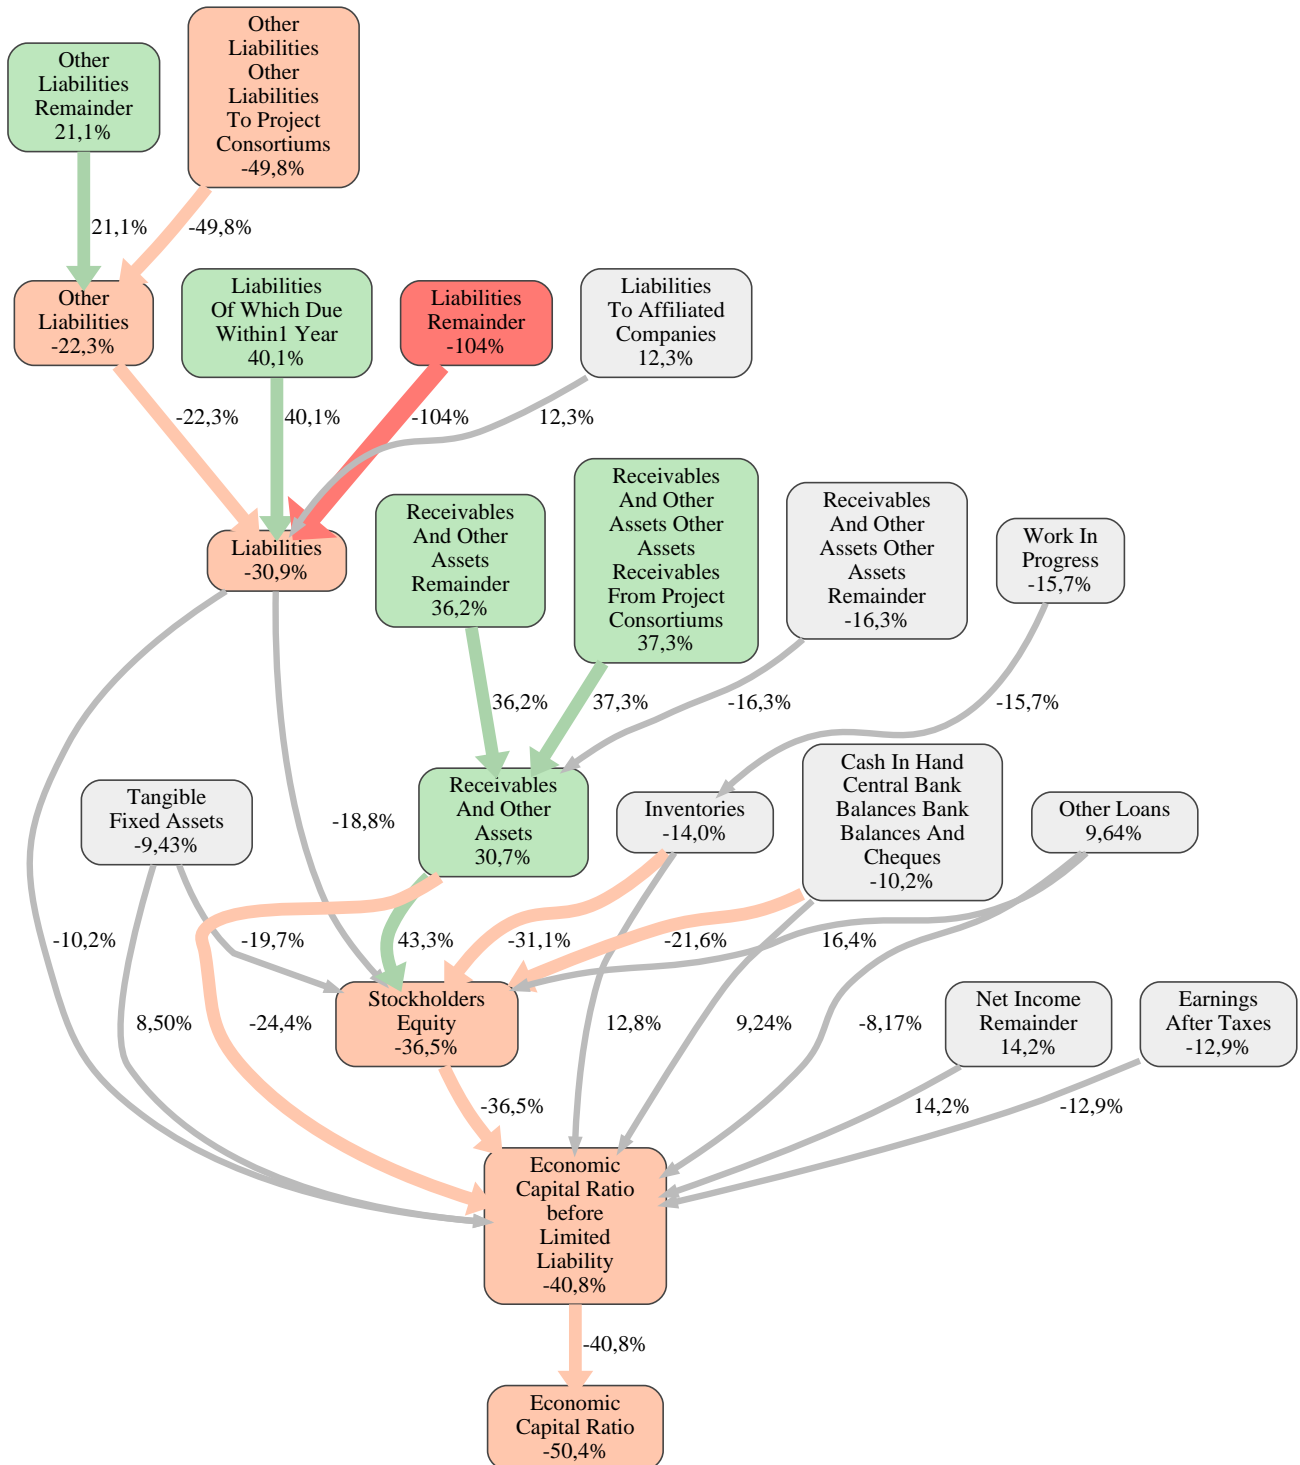 Other
Liabilities
Other
Liabilities
To Project
Consortiums
-49,8%
Other
Liabilities
Remainder
21,1%
21,1%
-49,8%
Other
Liabilities
-22,3%
Liabilities
Of Which Due
Within1 Year
40,1%
Liabilities
Remainder
-104%
Liabilities
To Affiliated
Companies
12,3%
-22,3%
40,1%
-104%
12,3%
Liabilities
-30,9%
Receivables
And Other
Assets
Remainder
36,2%
Receivables
And Other
Assets Other
Assets
Receivables
From Project
Consortiums
37,3%
Receivables
And Other
Assets Other
Assets
Remainder
-16,3%
Work In
Progress
-15,7%
36,2%
37,3%
-16,3%
-15,7%
Tangible
Fixed Assets
-9,43%
-18,8%
Receivables
And Other
Assets
30,7%
Inventories
-14,0%
Cash In Hand
Central Bank
Balances Bank
Balances And
Cheques
-10,2%
Other Loans
9,64%
-10,2%
-19,7%
43,3%
-31,1%
-21,6%
16,4%
8,50%
-24,4%
Stockholders
Equity
-36,5%
12,8%
9,24%
-8,17%
Net Income
Remainder
14,2%
Earnings
After Taxes
-12,9%
-36,5%
14,2%
-12,9%
Economic
Capital Ratio
before
Limited
Liability
-40,8%
-40,8%
Economic
Capital Ratio
-50,4%